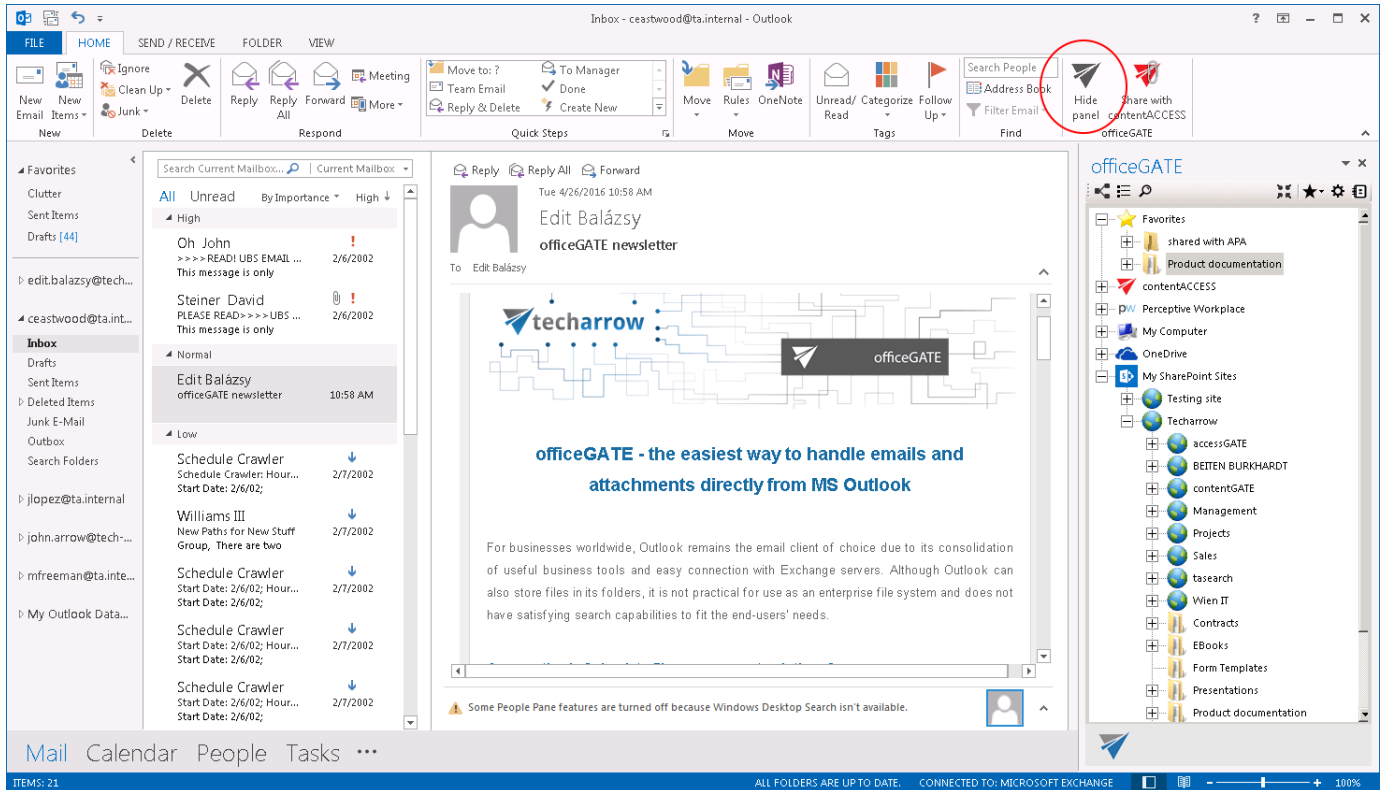 Inbox - ceastwood@ta.internal - Outlook
FILE HOME SEND / RECEIVE FOLDER VIEW
New Email
New Items
New
Ignore
Clean Up
Junk
Delete
Delete
Reply
Reply All
Forward
Meeting
More
Respond
Move to: ?
Team Email
Reply & Delete
To Manager
Done
Create New
Quick Steps
Move
Rules
OneNote
Move
Unread/ Read
Categorize
Follow Up
Tags
Search People
Address Book
Filter Email
Find
Hide panel
Share with contentACCESS
officeGATE
Favorites
Clutter
Sent Items
Drafts [44]
edit.balazsy@tech...
ceastwood@ta.int...
Inbox
Drafts
Sent Items
Deleted Items
Junk E-Mail
Outbox
Search Folders
jlopez@ta.internal
john.arrow@tech-...
mfreeman@ta.inte...
My Outlook Data...
Search Current Mailbox... Current Mailbox
All Unread By Importance High
High
Oh John
>>>>READ! UBS EMAIL ... 2/6/2002
This message is only
Steiner David
PLEASE READ>>>>UBS ... 2/6/2002
This message is only
Normal
Edit Balázsy
officeGATE newsletter 10:58 AM
Low
Schedule Crawler
Schedule Crawler: Hour... 2/7/2002
Start Date: 2/6/02;
Williams III
New Paths for New Stuff 2/7/2002
Group, There are two
Schedule Crawler
Start Date: 2/6/02; Hour... 2/7/2002
Start Date: 2/6/02;
Schedule Crawler
Start Date: 2/6/02; Hour... 2/7/2002
Start Date: 2/6/02;
Schedule Crawler
Start Date: 2/6/02; Hour... 2/7/2002
Start Date: 2/6/02;
Reply Reply All Forward
Tue 4/26/2016 10:58 AM
Edit Balázsy
officeGATE newsletter
To Edit Balázsy
techarrow
officeGATE
officeGATE - the easiest way to handle emails and
attachments directly from MS Outlook
For businesses worldwide, Outlook remains the email client of choice due to its consolidation
of useful business tools and easy connection with Exchange servers. Although Outlook can
also store files in its folders, it is not practical for use as an enterprise file system and does not
have satisfying search capabilities to fit the end-users' needs.
Some People Pane features are turned off because Windows Desktop Search isn't available.
officeGATE
Favorites
shared with APA
Product documentation
contentACCESS
PW Perceptive Workplace
My Computer
OneDrive
My SharePoint Sites
Testing site
Techarrow
accessGATE
BEITEN BURKHARDT
contentGATE
Management
Projects
Sales
tasearch
Wien IT
Contracts
EBooks
Form Templates
Presentations
Product documentation
Mail Calendar People Tasks ...
ITEMS: 21 ALL FOLDERS ARE UP TO DATE. CONNECTED TO: MICROSOFT EXCHANGE 100%